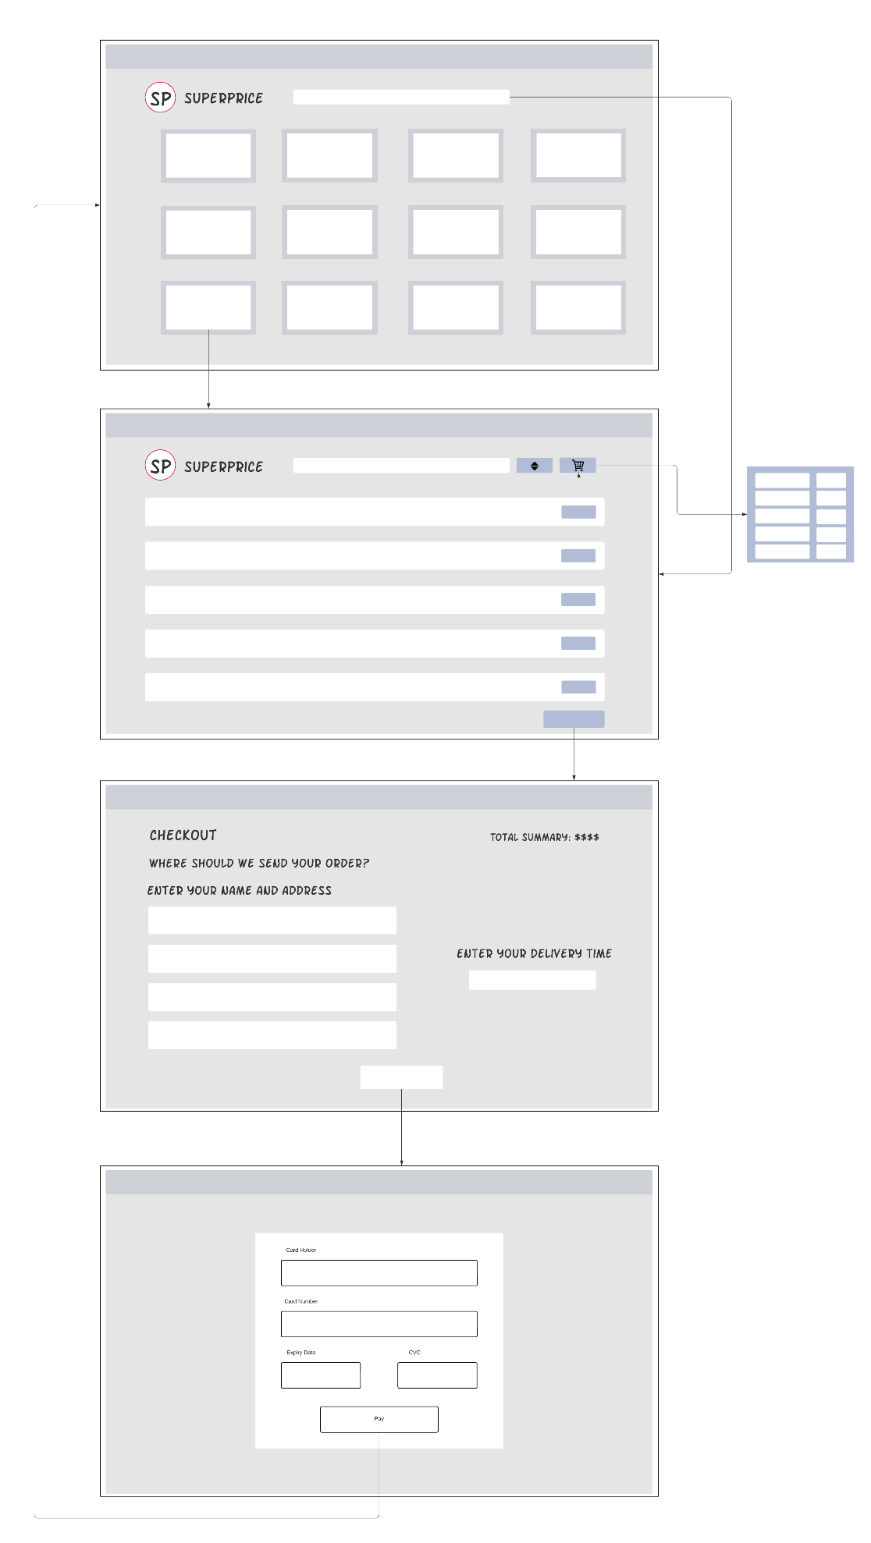 SP SUPERPRICE
SP SUPERPRICE
CHECKOUT
TOTAL SUMMARY: $$$$
WHERE SHOULD WE SEND YOUR ORDER?
ENTER YOUR NAME AND ADDRESS
ENTER YOUR DELIVERY TIME
Card Holder
Card Number
Expiry Date CVC
Pay